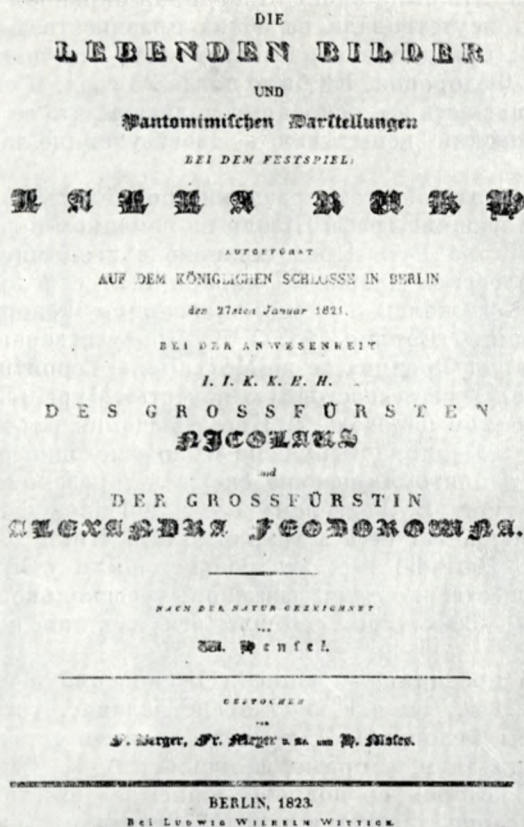 DIE
LEBENDEN BILDER
UND
Pantomimischen Darstellungen
BEI DEM FESTSPIEL:
LALLA RUKH
AUFGEFÜHRT
AUF DEM KÖNIGLICHEN SCHLOSSE IN BERLIN
den 27sten Januar 1821.
BEI DER ANWESENHEIT
I. I. K. K. E. H.
DES GROSSFÜRSTEN
NICOLAUS
und
DER GROSSFÜRSTIN
ALEXANDRA FEODOROWNA.
NACH DER NATUR GEZEICHNET
von
W. Hensel.
GESTOCHEN
von
Berger, Fr. Meyer u. H. Moses.
BERLIN, 1823.
Bei LUDWIG WILHELM WITTICH.